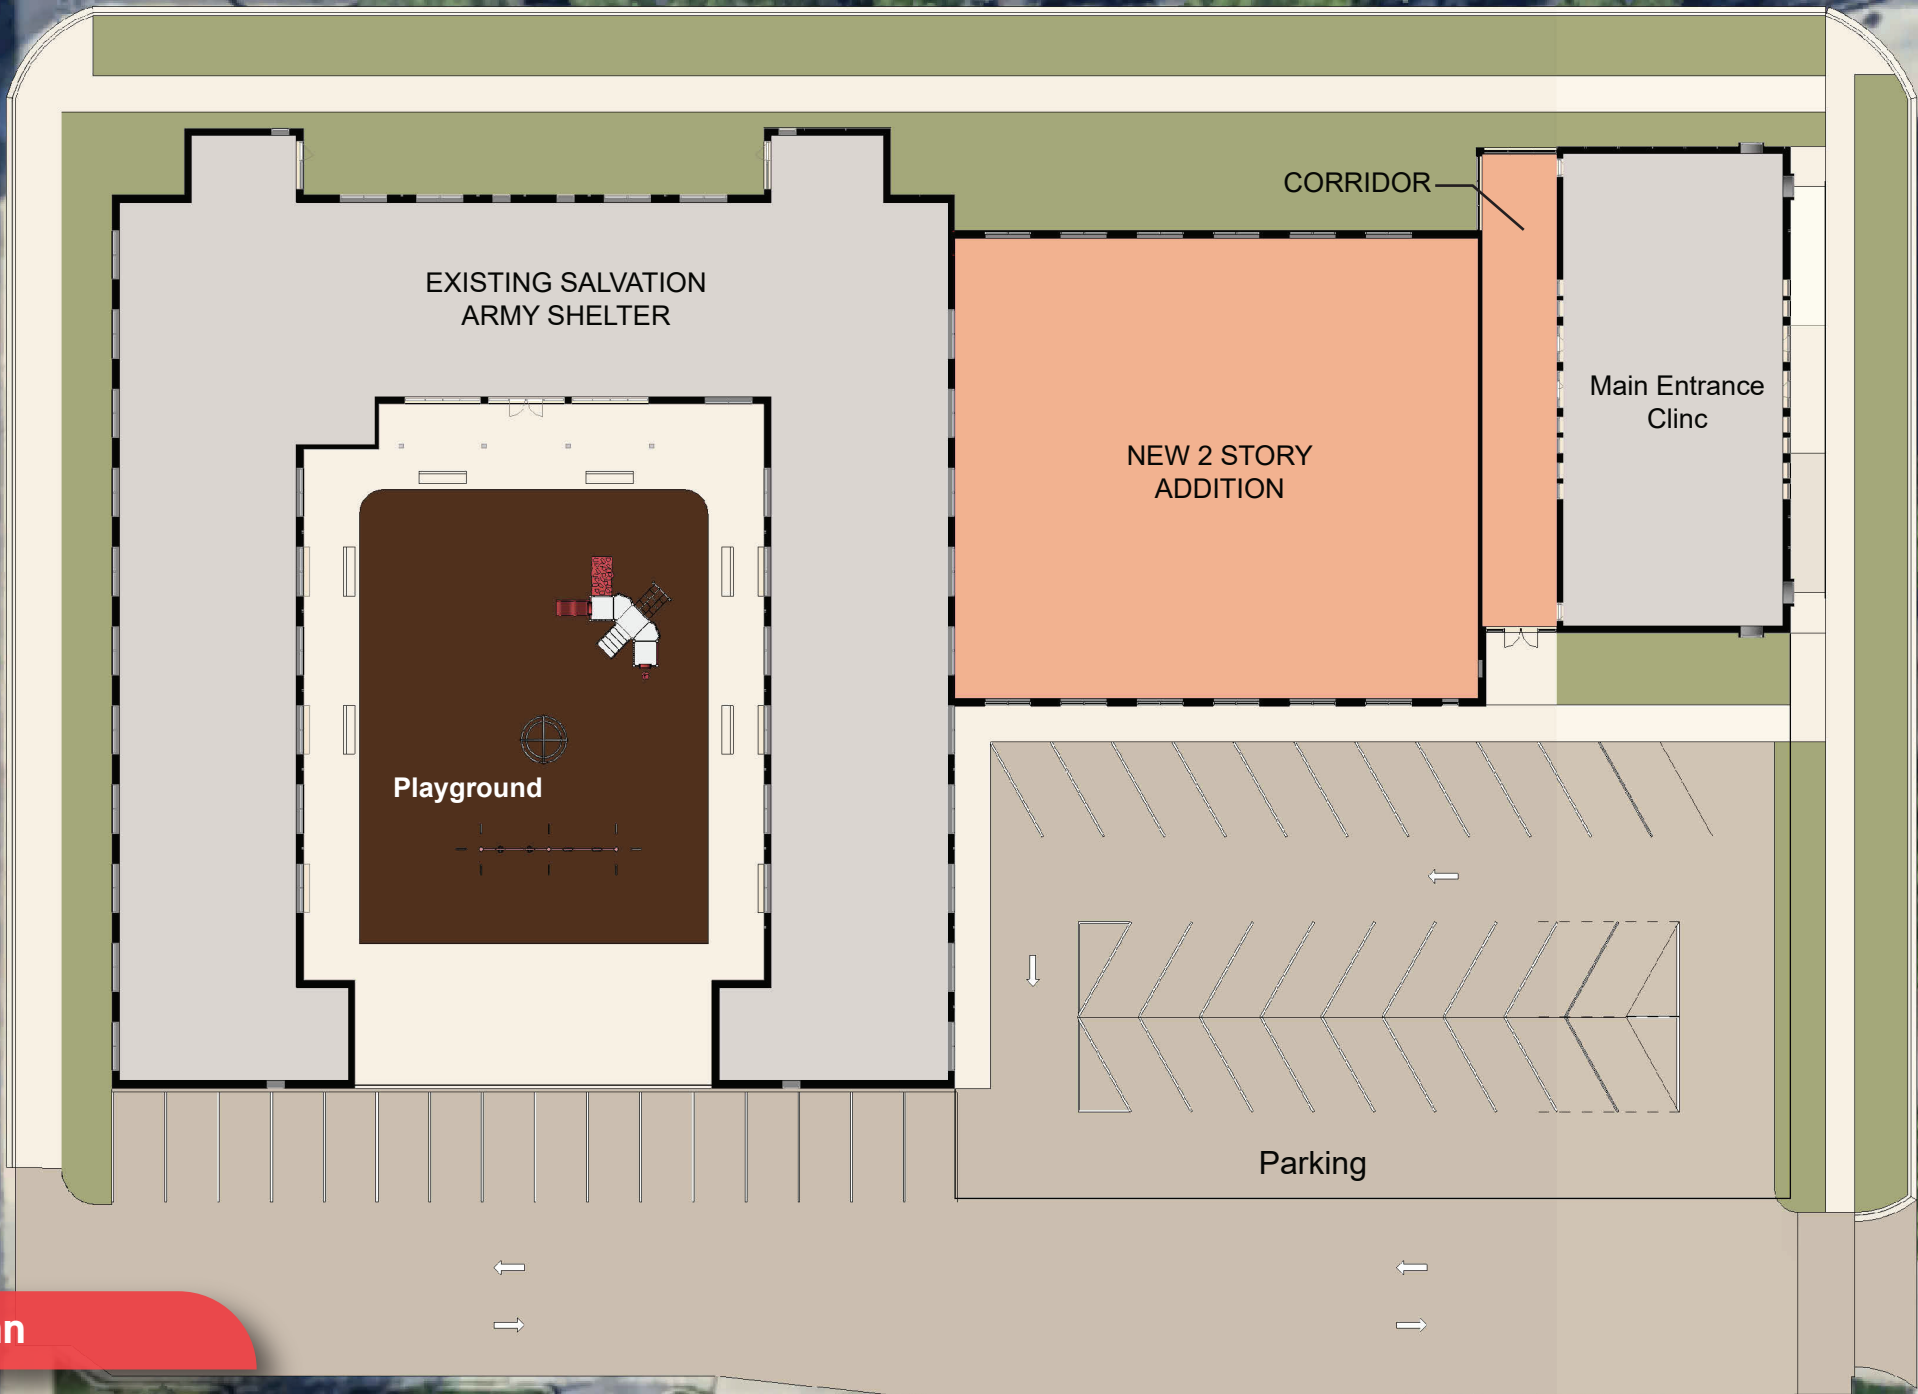 CORRIDOR
EXISTING SALVATION
ARMY SHELTER
Main Entrance
Clinc
NEW 2 STORY
ADDITION
Playground
Parking